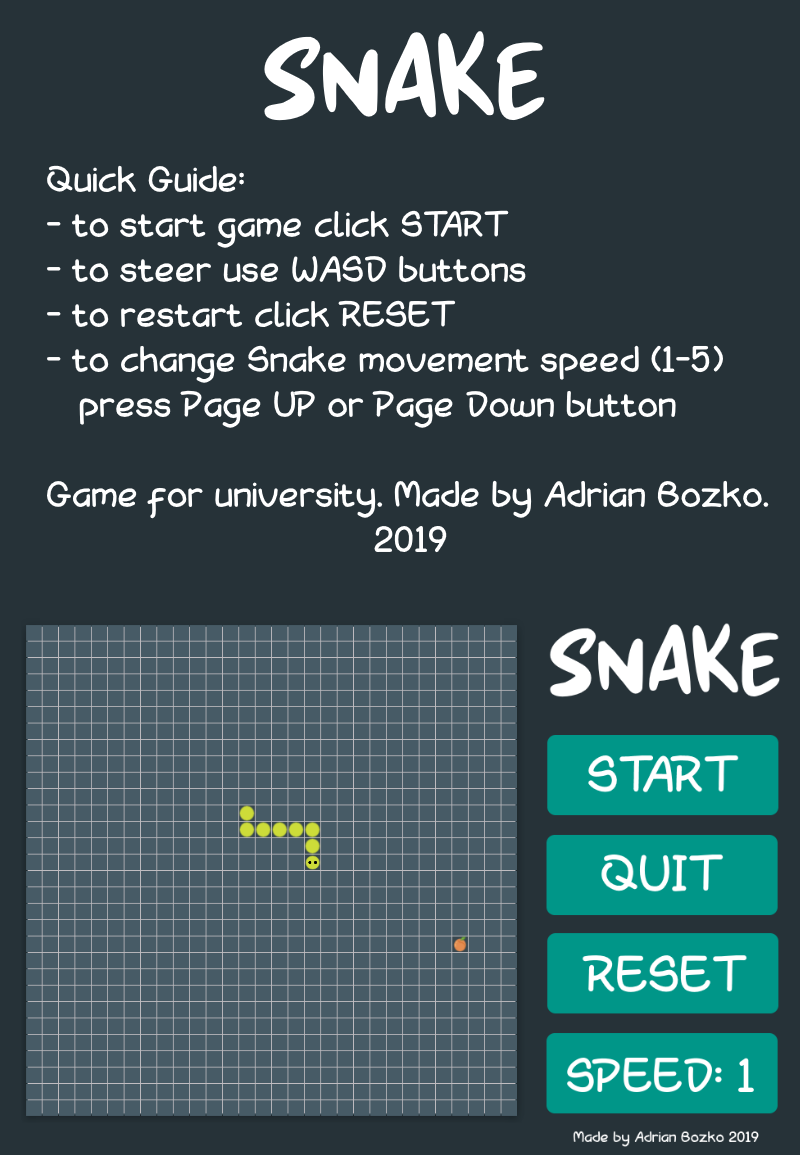 SNAKE
Quick Guide:
- to start game click START
- to steer use WASD buttons
- to restart click RESET
- to change Snake movement speed (1-5)
press Page UP or Page Down button
Game for university. Made by Adrian Bozko.
2019
SNAKE
START
QUIT
RESET
SPEED: 1
Made by Adrian Bozko 2019